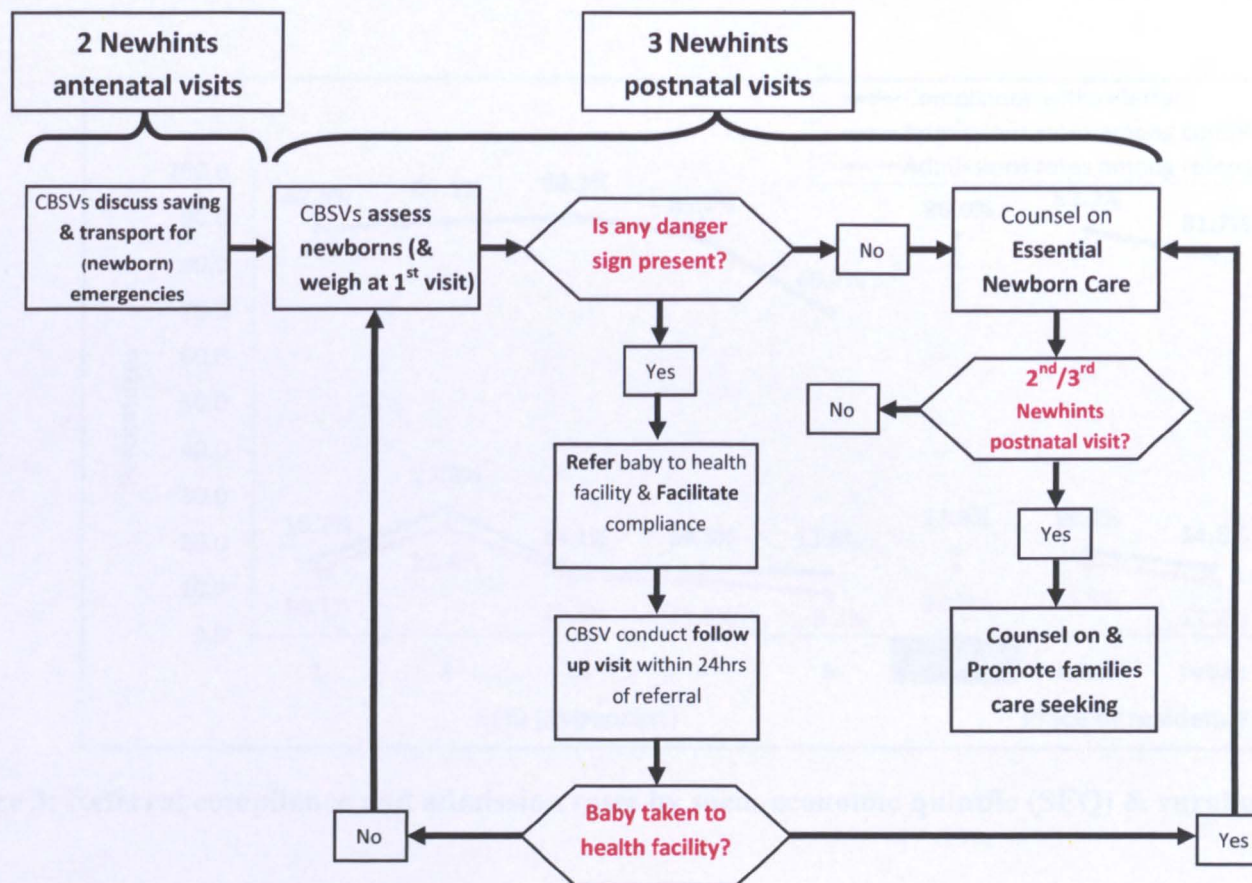 2 Newhints
antenatal visits
3 Newhints
postnatal visits
CBSVs discuss saving
& transport for
(newborn)
emergencies
CBSVs assess
newborns (&
weigh at 1st visit)
Is any danger
sign present?
No
Counsel on
Essential
Newborn Care
Yes
No
2nd/3rd
Newhints
postnatal visit?
Refer baby to health
facility & Facilitate
compliance
Yes
CBSV conduct follow
up visit within 24hrs
of referral
Counsel on &
Promote families
care seeking
No
Baby taken to
health facility?
Yes